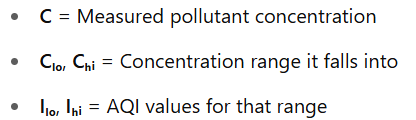 • C = Measured pollutant concentration
• Clo, Chi = Concentration range it falls into
• Ilo, Ihi = AQI values for that range